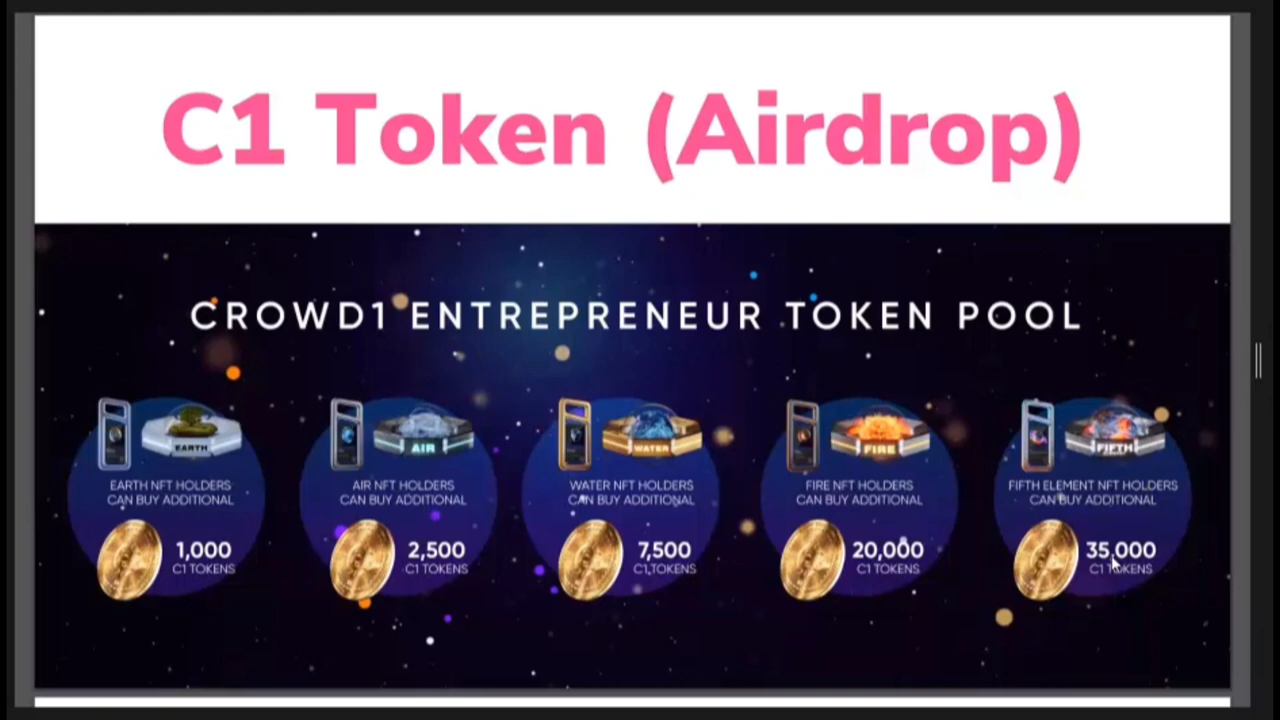 C1 Token (Airdrop)
CROWD1 ENTREPRENEUR TOKEN POOL
EARTH
EARTH NFT HOLDERS
CAN BUY ADDITIONAL
1,000
C1 TOKENS
AIR
AIR NFT HOLDERS
CAN BUY ADDITIONAL
2,500
C1 TOKENS
WATER
WATER NFT HOLDERS
CAN BUY ADDITIONAL
7,500
C1 TOKENS
FIRE
FIRE NFT HOLDERS
CAN BUY ADDITIONAL
20,000
C1 TOKENS
FIFTH
FIFTH ELEMENT NFT HOLDERS
CAN BUY ADDITIONAL
35,000
C1 TOKENS